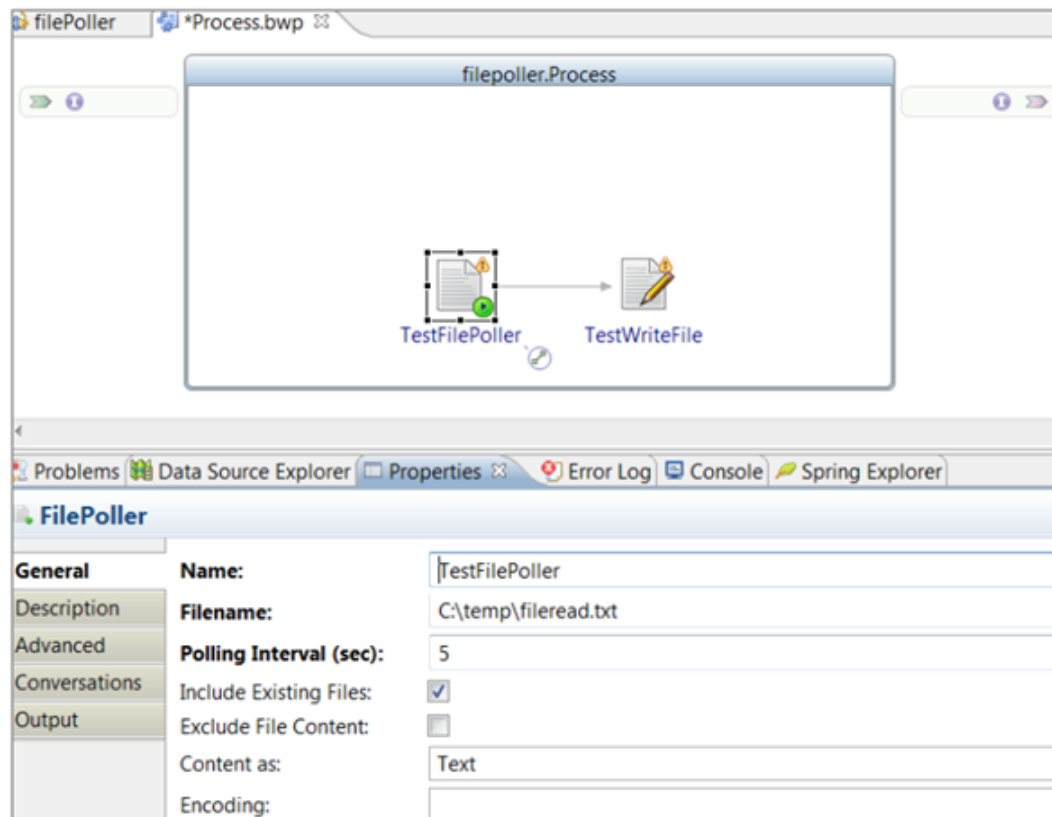 filePoller *Process.bwp
filepoller.Process
TestFilePoller TestWriteFile
Problems Data Source Explorer Properties Error Log Console Spring Explorer
FilePoller
General Name: TestFilePoller
Description Filename: C:\temp\fileread.txt
Advanced Polling Interval (sec): 5
Conversations Include Existing Files:
Output Exclude File Content:
Content as: Text
Encoding: